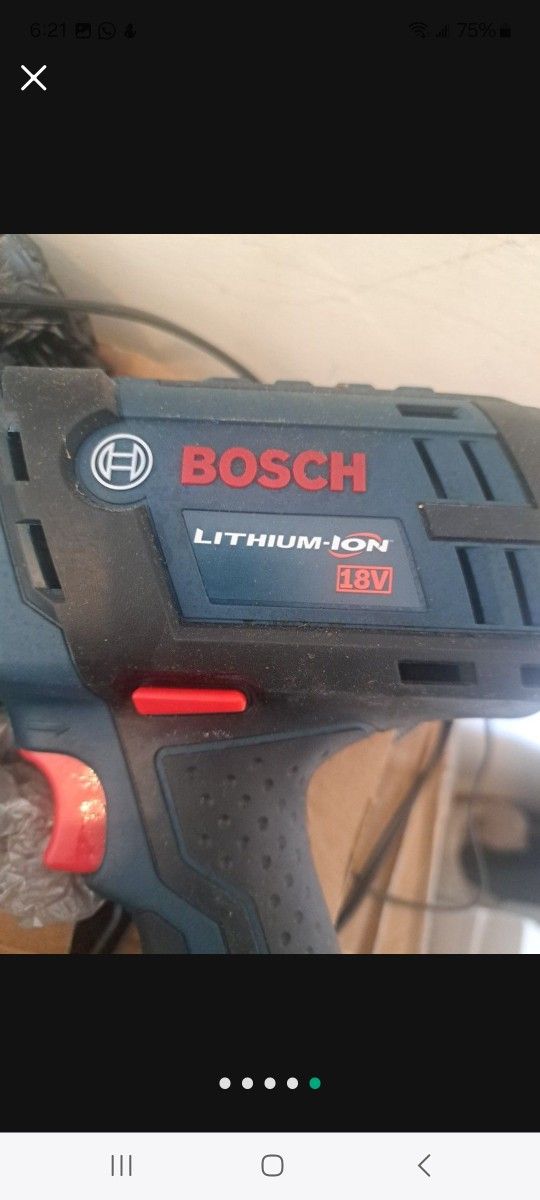 6:21
75%
BOSCH
LITHIUM-ION
18V